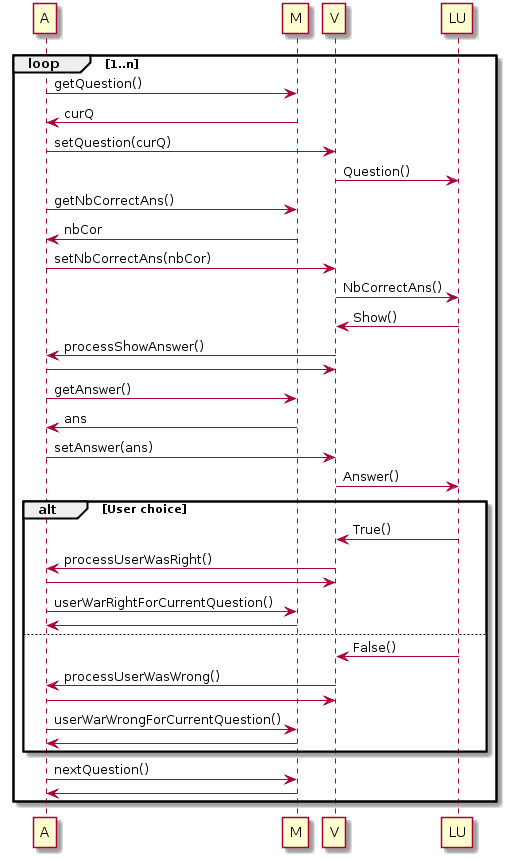 A M V LU
loop [1..n]
getQuestion()
curQ
setQuestion(curQ)
Question()
getNbCorrectAns()
nbCor
setNbCorrectAns(nbCor)
NbCorrectAns()
Show()
processShowAnswer()
getAnswer()
ans
setAnswer(ans)
Answer()
alt [User choice]
True()
processUserWasRight()
userWarRightForCurrentQuestion()
False()
processUserWasWrong()
userWarWrongForCurrentQuestion()
nextQuestion()
A M V LU